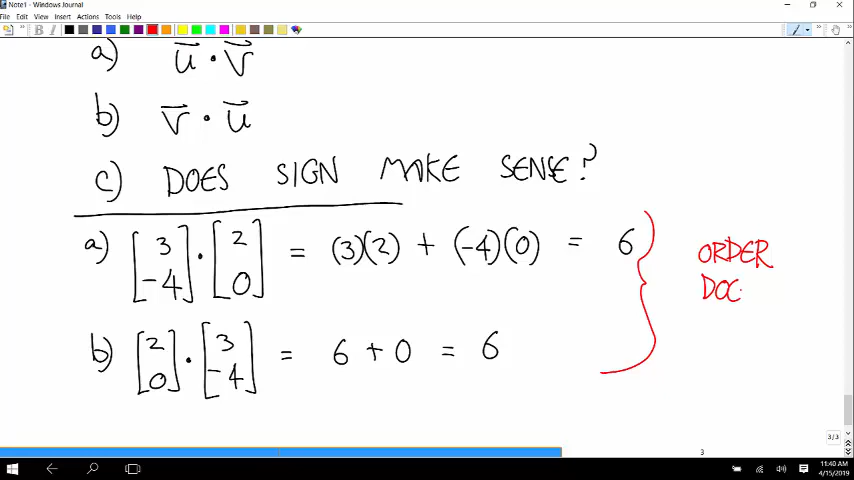 Note1 - Windows Journal
File Edit View Insert Actions Tools Help
B I
a) u⃗ · v⃗
b) v⃗ · u⃗
c) DOES SIGN MAKE SENSE?
a) [3 -4] · [2 0] = (3)(2) + (-4)(0) = 6
b) [2 0] · [3 -4] = 6 + 0 = 6
ORDER
DOC
3/3
3
11:40 AM
4/15/2019